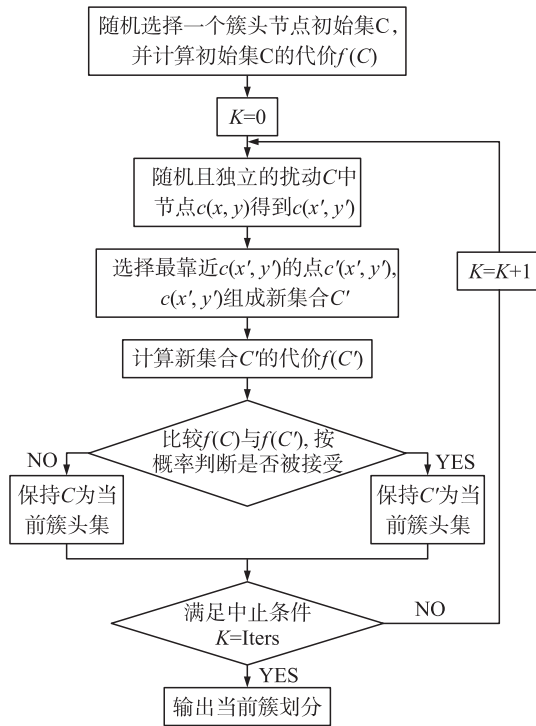 随机选择一个簇头节点初始集C,
并计算初始集C的代价f(C)
K=0
随机且独立的扰动C中
节点c(x, y)得到c(x′, y′)
选择最靠近c(x′, y′)的点c′(x′, y′),
c(x′, y′)组成新集合C′
K=K+1
计算新集合C′的代价f(C′)
比较f(C)与f(C′), 按
概率判断是否被接受
NO
YES
保持C为当
前簇头集
保持C′为当
前簇头集
满足中止条件
K=Iters
NO
YES
输出当前簇划分